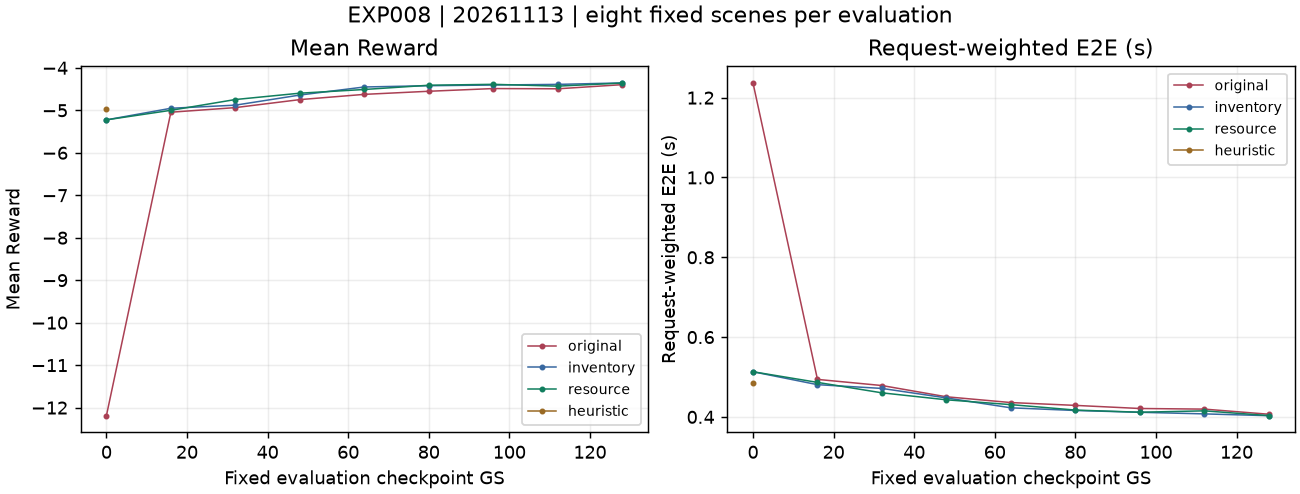 EXP008 | 20261113 | eight fixed scenes per evaluation
Mean Reward
−4
−5
−6
−7
−8
−9
−10
−11
−12
Mean Reward
0
20
40
60
80
100
120
Fixed evaluation checkpoint GS
original
inventory
resource
heuristic
Request-weighted E2E (s)
1.2
1.0
0.8
0.6
0.4
Request-weighted E2E (s)
0
20
40
60
80
100
120
Fixed evaluation checkpoint GS
original
inventory
resource
heuristic